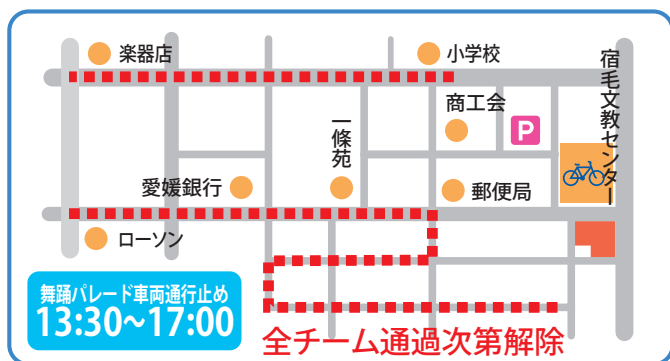 楽器店
小学校
宿毛文教センター
商工会
P
一條苑
愛媛銀行
郵便局
ローソン
舞踊パレード車両通行止め
13:30~17:00
全チーム通過次第解除